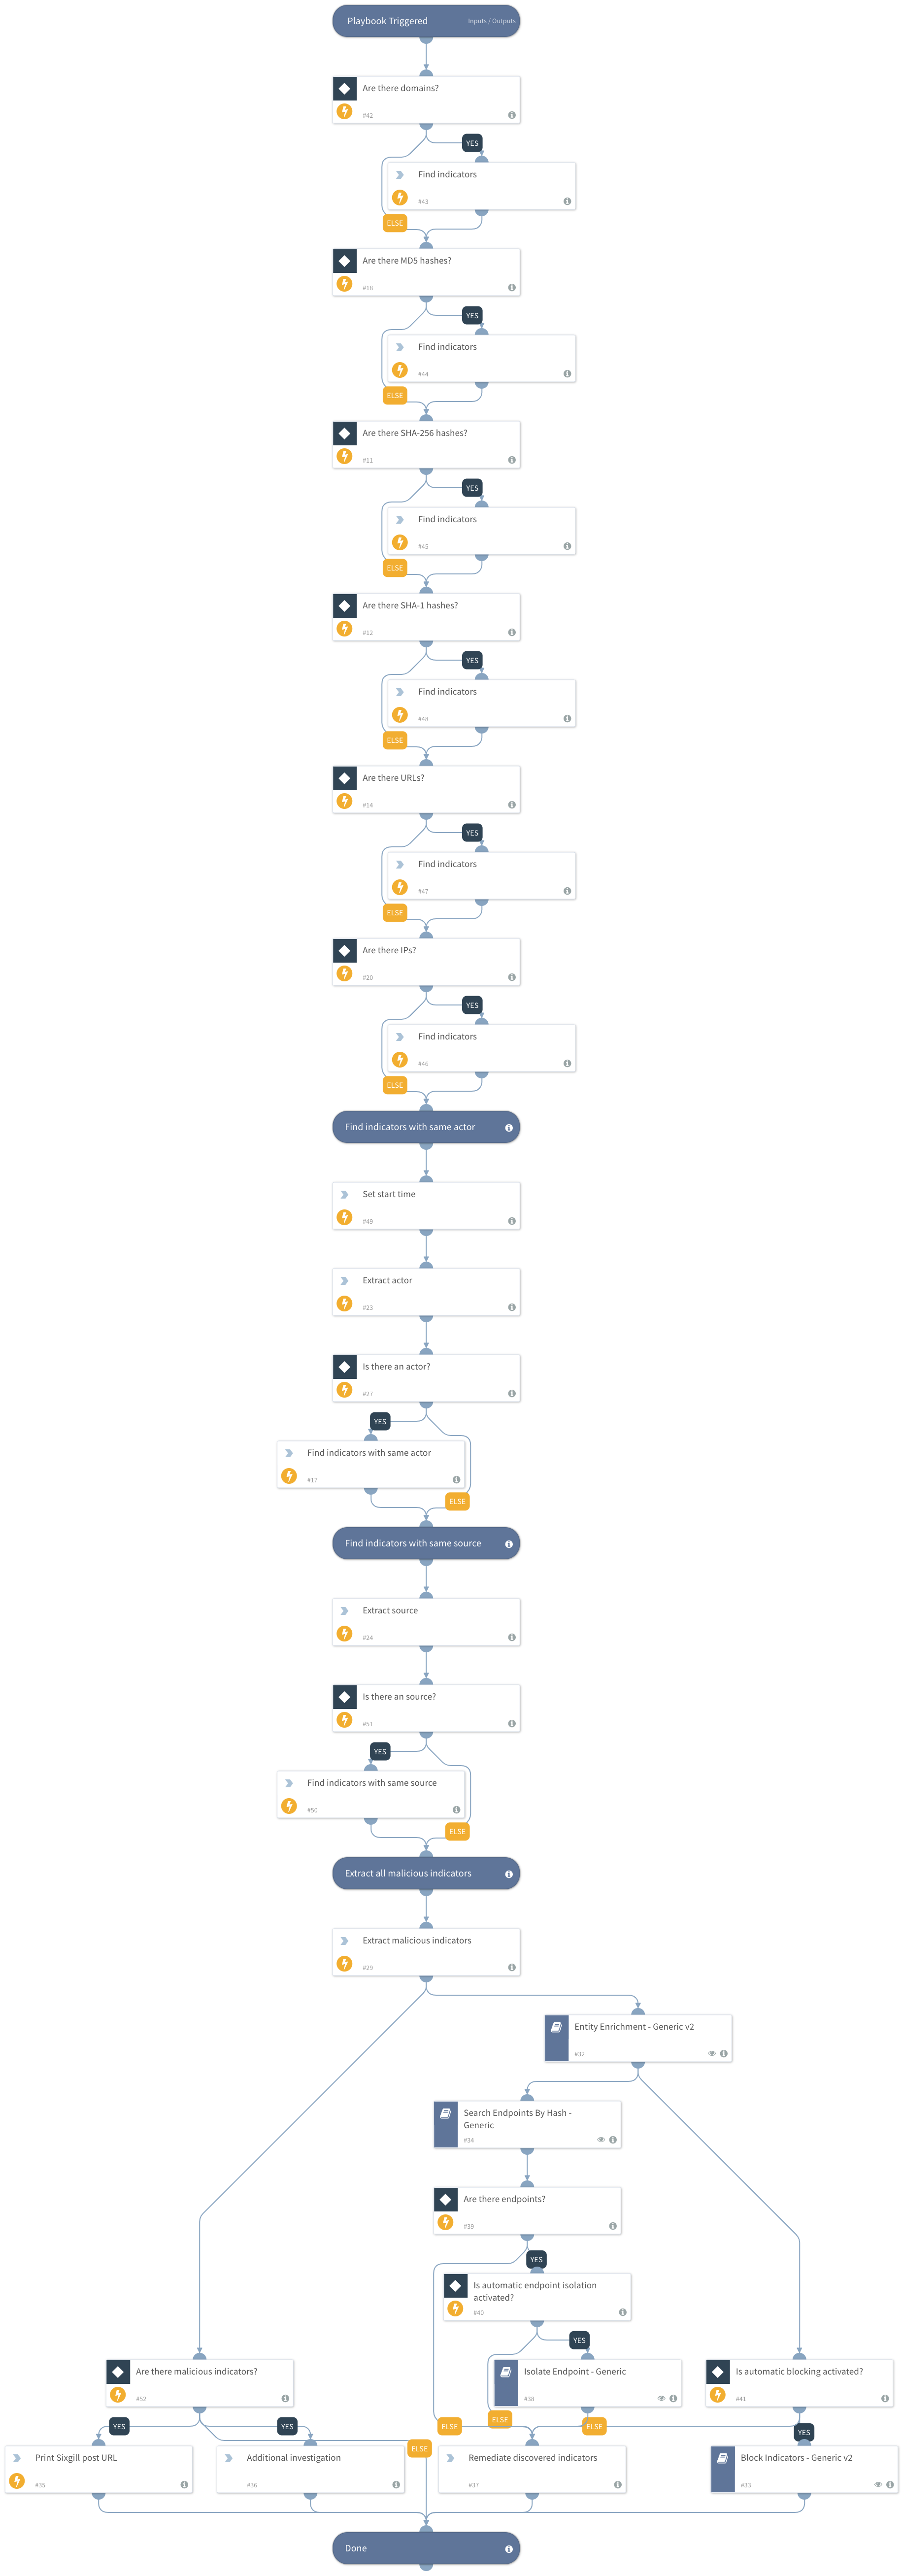 Playbook Triggered
Inputs / Outputs
Are there domains?
#42
YES
Find indicators
#43
ELSE
Are there MD5 hashes?
#18
YES
Find indicators
#44
ELSE
Are there SHA-256 hashes?
#11
YES
Find indicators
#45
ELSE
Are there SHA-1 hashes?
#12
YES
Find indicators
#48
ELSE
Are there URLs?
#14
YES
Find indicators
#47
ELSE
Are there IPs?
#20
YES
Find indicators
#46
ELSE
Find indicators with same actor
Set start time
#49
Extract actor
#23
Is there an actor?
#27
YES
Find indicators with same actor
#17
ELSE
Find indicators with same source
Extract source
#24
Is there an source?
#51
YES
Find indicators with same source
#50
ELSE
Extract all malicious indicators
Extract malicious indicators
#29
Entity Enrichment - Generic v2
#32
Search Endpoints By Hash -
Generic
#34
Are there endpoints?
#39
YES
Is automatic endpoint isolation
activated?
#40
YES
Are there malicious indicators?
#52
Isolate Endpoint - Generic
#38
Is automatic blocking activated?
#41
YES
YES
ELSE
ELSE
ELSE
YES
ELSE
Print Sixgill post URL
#35
Additional investigation
#36
Remediate discovered indicators
#37
Block Indicators - Generic v2
#33
Done